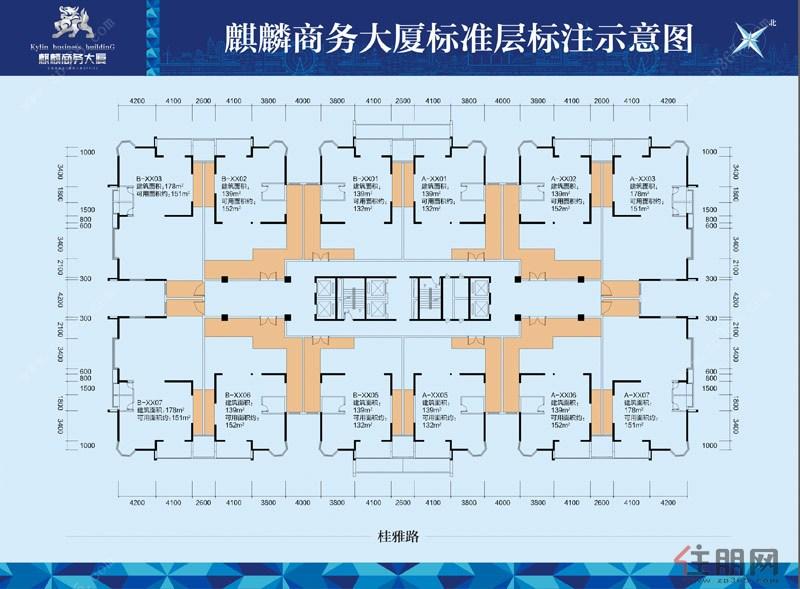 Kylin business building
麒麟商务大厦
麒麟商务大厦标准层标注示意图
北
4200 4100 2600 4100 3800 4000 3800 4100 2600 4100 3800 4000 3800 4100 2600 4100 4200
1000 1000
3400 3400
1800 1800
1500 1500
800 800
600 600
3400 3400
2100 2100
300 300
4200 4200
300 300
2100 2100
3400 3400
600 600
800 800
1500 1500
1800 1800
3400 3400
1000 1000
B-XX03
建筑面积:178m²
可用面积约:151m²
B-XX02
建筑面积:
139m²
可用面积约:
152m²
B-XX01
建筑面积:
139m²
可用面积约:
132m²
A-XX01
建筑面积:
139m²
可用面积约:
132m²
A-XX02
建筑面积:
139m²
可用面积约:
152m²
A-XX03
建筑面积:
178m²
可用面积约:
151m²
B-XX07
建筑面积:178m²
可用面积约:151m²
B-XX06
建筑面积:
139m²
可用面积约:
152m²
B-XX05
建筑面积:
139m²
可用面积约:
132m²
A-XX05
建筑面积:
139m²
可用面积约:
132m²
A-XX06
建筑面积:
139m²
可用面积约:
152m²
A-XX07
建筑面积:
178m²
可用面积约:
151m²
4200 4100 2600 4100 3800 4000 3800 4100 2600 4100 3800 4000 3800 4100 2600 4100 4200
桂雅路
住朋网
www.zp365.com